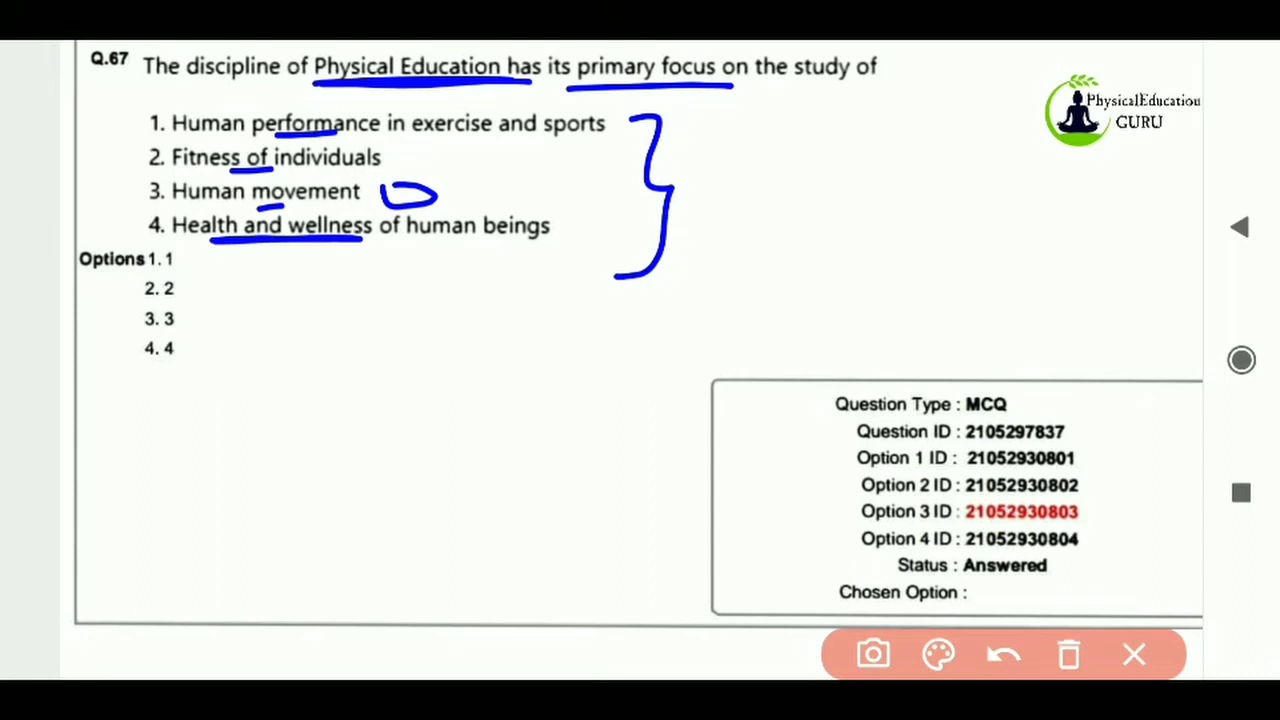 Q.67 The discipline of Physical Education has its primary focus on the study of
1. Human performance in exercise and sports
2. Fitness of individuals
3. Human movement
4. Health and wellness of human beings
Options 1. 1
2. 2
3. 3
4. 4
PhysicalEducation
GURU
Question Type : MCQ
Question ID : 2105297837
Option 1 ID : 21052930801
Option 2 ID : 21052930802
Option 3 ID : 21052930803
Option 4 ID : 21052930804
Status : Answered
Chosen Option :